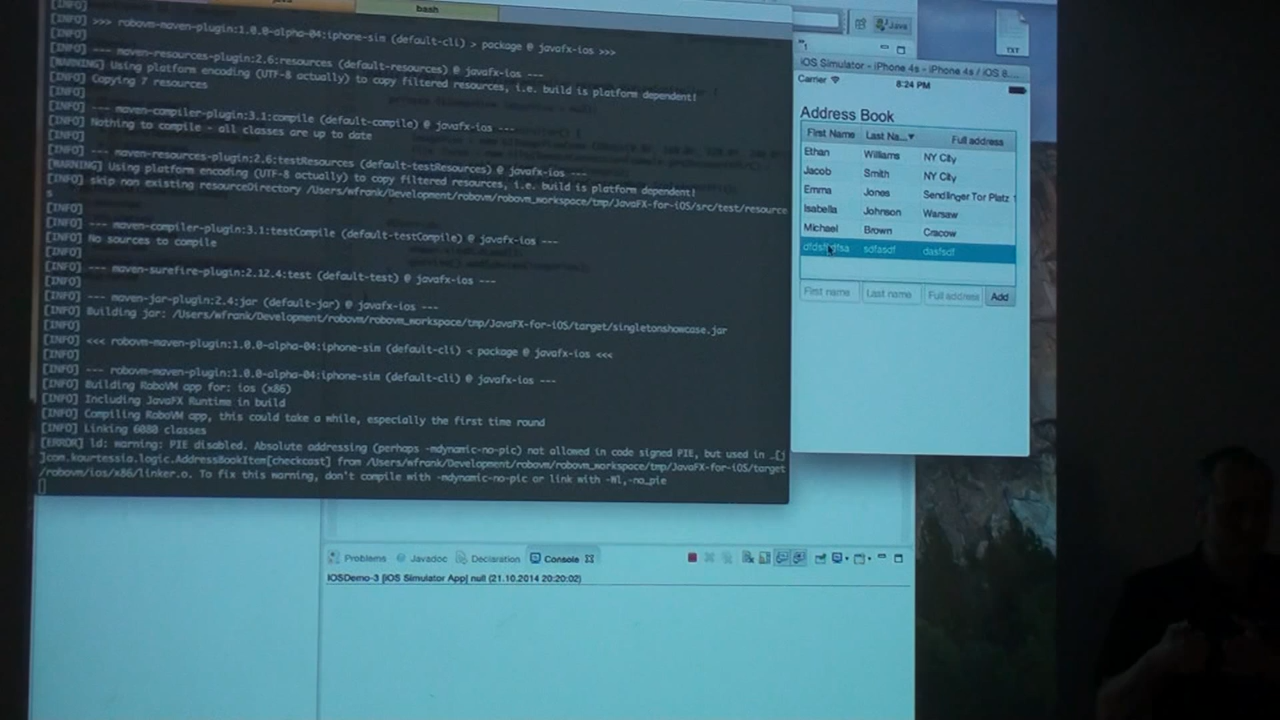 [INFO]
bash
[INFO] >>> robovm-maven-plugin:1.0.0-alpha-04:iphone-sim (default-cli) > package @ javafx-ios >>>
[INFO]
[INFO] --- maven-resources-plugin:2.6:resources (default-resources) @ javafx-ios ---
[WARNING] Using platform encoding (UTF-8 actually) to copy filtered resources, i.e. build is platform dependent!
[INFO] Copying 7 resources
[INFO]
[INFO] --- maven-compiler-plugin:3.1:compile (default-compile) @ javafx-ios ---
[INFO] Nothing to compile - all classes are up to date
[INFO]
[INFO] --- maven-resources-plugin:2.6:testResources (default-testResources) @ javafx-ios ---
[WARNING] Using platform encoding (UTF-8 actually) to copy filtered resources, i.e. build is platform dependent!
[INFO] skip non existing resourceDirectory /Users/wfrank/Development/robovm/robovm_workspace/tmp/JavaFX-for-iOS/src/test/resource
s
[INFO]
[INFO] --- maven-compiler-plugin:3.1:testCompile (default-testCompile) @ javafx-ios ---
[INFO] No sources to compile
[INFO]
[INFO] --- maven-surefire-plugin:2.12.4:test (default-test) @ javafx-ios ---
[INFO]
[INFO] --- maven-jar-plugin:2.4:jar (default-jar) @ javafx-ios ---
[INFO] Building jar: /Users/wfrank/Development/robovm/robovm_workspace/tmp/JavaFX-for-iOS/target/singletonshowcase.jar
[INFO]
[INFO] <<< robovm-maven-plugin:1.0.0-alpha-04:iphone-sim (default-cli) < package @ javafx-ios <<<
[INFO]
[INFO] --- robovm-maven-plugin:1.0.0-alpha-04:iphone-sim (default-cli) @ javafx-ios ---
[INFO] Building RoboVM app for: ios (x86)
[INFO] Including JavaFX Runtime in build
[INFO] Compiling RoboVM app, this could take a while, especially the first time round
[INFO] Linking 6080 classes
[ERROR] ld: warning: PIE disabled. Absolute addressing (perhaps -mdynamic-no-pic) not allowed in code signed PIE, but used in _[j
]com.kourtessia.logic.AddressBookItem[checkcast] from /Users/wfrank/Development/robovm/robovm_workspace/tmp/JavaFX-for-iOS/target
/robovm/ios/x86/linker.o. To fix this warning, don't compile with -mdynamic-no-pic or link with -Wl,-no_pie
Java
TXT
iOS Simulator - iPhone 4s - iPhone 4s / iOS 8....
Carrier 8:24 PM
Address Book
First Name Last Na... Full address
Ethan Williams NY City
Jacob Smith NY City
Emma Jones Sendlinger Tor Platz 1
Isabella Johnson Warsaw
Michael Brown Cracow
sdfasdf dasfsdf
First name Last name Full address Add
Problems Javadoc Declaration Console
IOSDemo-3 [iOS Simulator App] null (21.10.2014 20:20:02)